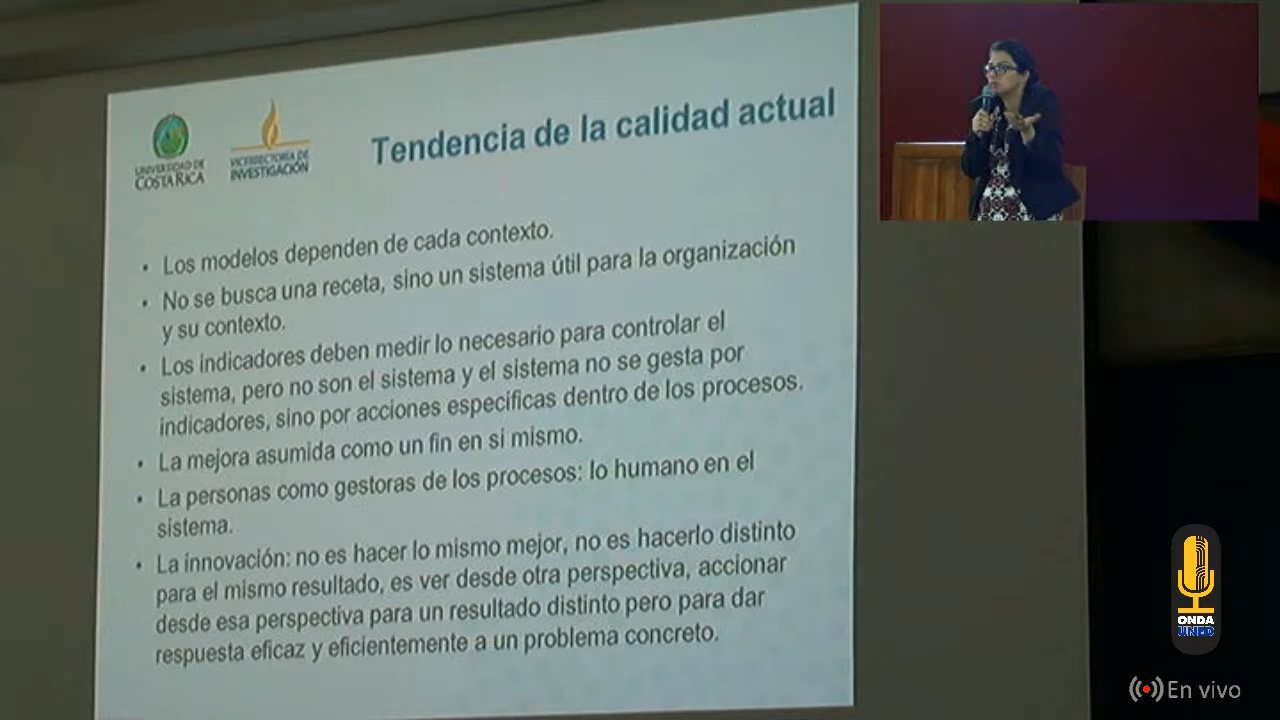 UNIVERSIDAD DE
COSTA RICA
VICERRECTORÍA DE
INVESTIGACIÓN
Tendencia de la calidad actual
• Los modelos dependen de cada contexto.
• No se busca una receta, sino un sistema útil para la organización
y su contexto.
• Los indicadores deben medir lo necesario para controlar el
sistema, pero no son el sistema y el sistema no se gesta por
indicadores, sino por acciones especificas dentro de los procesos.
• La mejora asumida como un fin en si mismo.
• La personas como gestoras de los procesos: lo humano en el
sistema.
• La innovación: no es hacer lo mismo mejor, no es hacerlo distinto
para el mismo resultado, es ver desde otra perspectiva, accionar
desde esa perspectiva para un resultado distinto pero para dar
respuesta eficaz y eficientemente a un problema concreto.
ONDA
UNED
En vivo